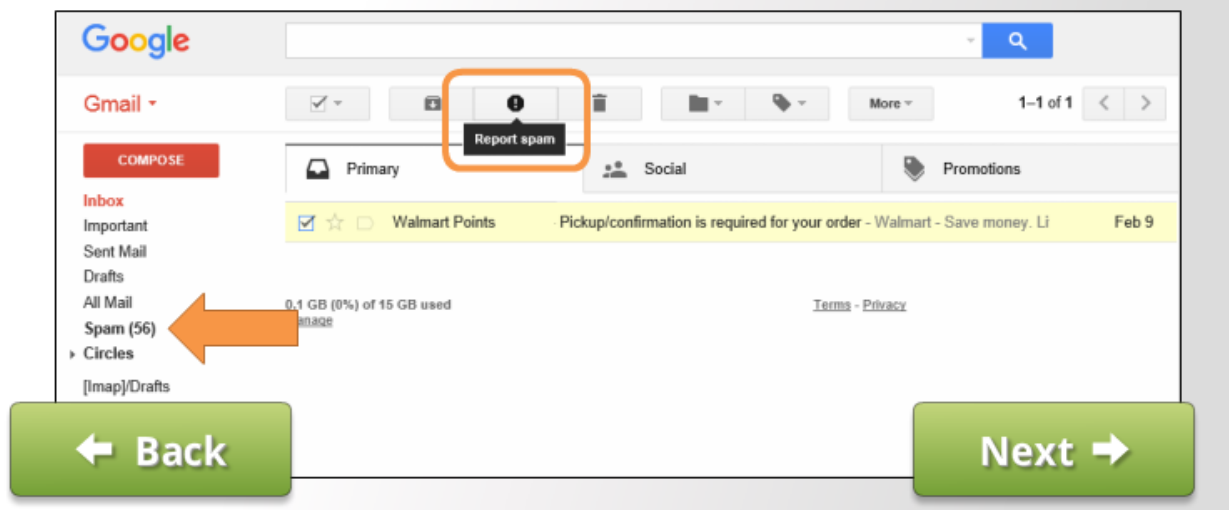 Google
Gmail
More
1–1 of 1
Report spam
COMPOSE
Primary
Social
Promotions
Inbox
Walmart Points
Pickup/confirmation is required for your order - Walmart - Save money. Li
Feb 9
Important
Sent Mail
Drafts
All Mail
0.1 GB (0%) of 15 GB used
Terms - Privacy
Spam (56)
Circles
[Imap]/Drafts
Back
Next